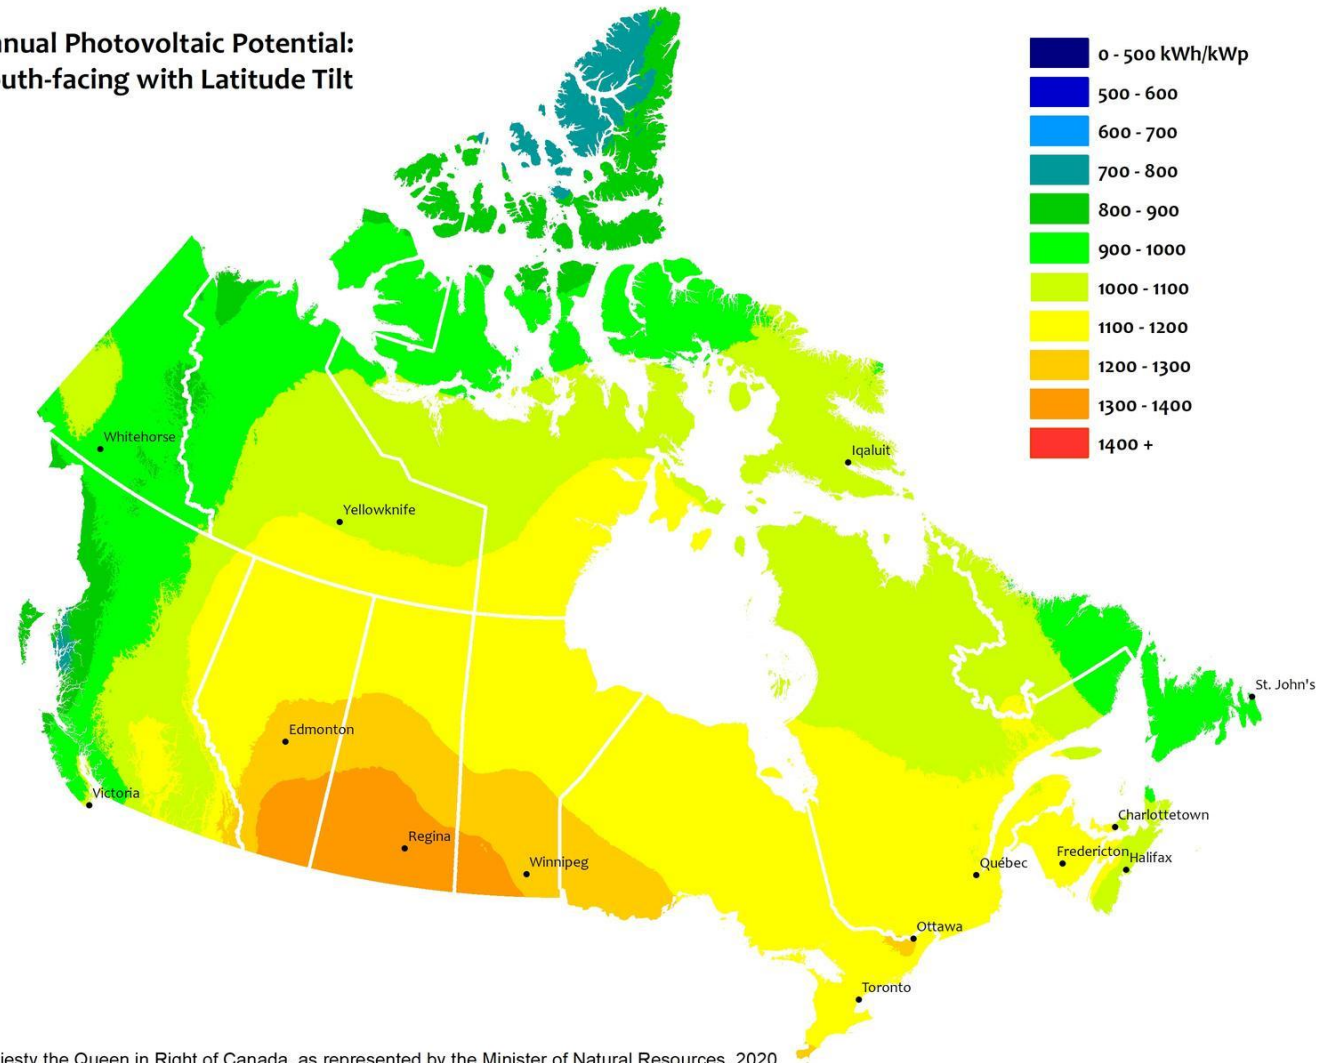 nnual Photovoltaic Potential:
uth-facing with Latitude Tilt
0 - 500 kWh/kWp
500 - 600
600 - 700
700 - 800
800 - 900
900 - 1000
1000 - 1100
1100 - 1200
1200 - 1300
1300 - 1400
1400 +
Whitehorse
Iqaluit
Yellowknife
St. John's
Edmonton
Victoria
Charlottetown
Regina
Fredericton
Halifax
Winnipeg
Québec
Ottawa
Toronto
jesty the Queen in Right of Canada, as represented by the Minister of Natural Resources, 2020